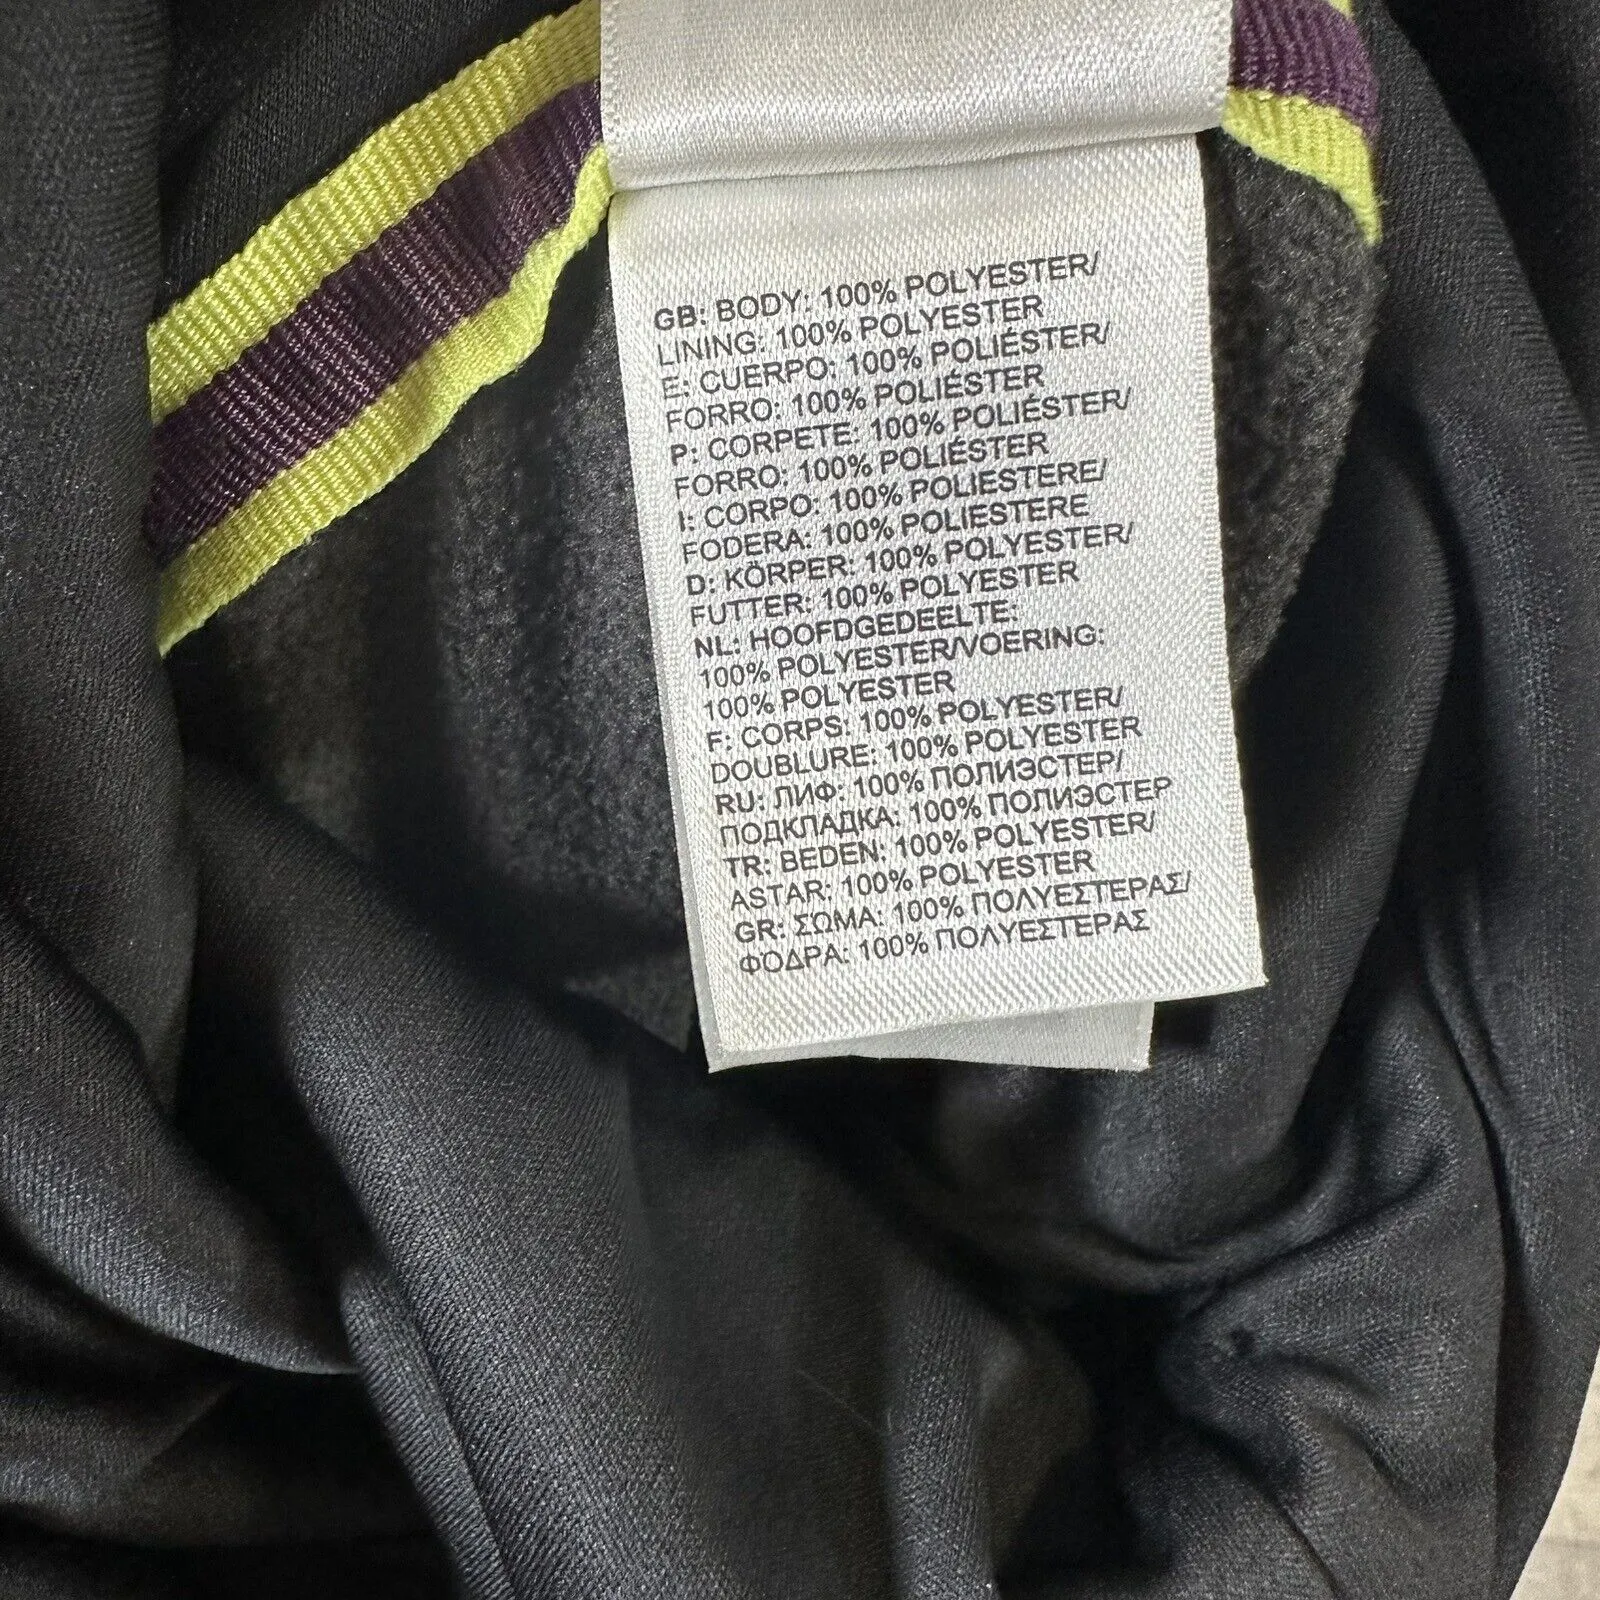 GB: BODY: 100% POLYESTER/
LINING: 100% POLYESTER
E: CUERPO: 100% POLIÉSTER/
FORRO: 100% POLIÉSTER
P: CORPETE: 100% POLIÉSTER/
FORRO: 100% POLIÉSTER
I: CORPO: 100% POLIESTERE/
FODERA: 100% POLIESTERE
D: KÖRPER: 100% POLYESTER/
FUTTER: 100% POLYESTER
NL: HOOFDGEDEELTE:
100% POLYESTER/VOERING:
100% POLYESTER
F: CORPS: 100% POLYESTER/
DOUBLURE: 100% POLYESTER
RU: ЛИФ: 100% ПОЛИЭСТЕР/
ПОДКЛАДКА: 100% ПОЛИЭСТЕР
TR: BEDEN: 100% POLYESTER/
ASTAR: 100% POLYESTER
GR: ΣΩΜΑ: 100% ΠΟΛΥΕΣΤΕΡΑΣ/
ΦΌΔΡΑ: 100% ΠΟΛΥΕΣΤΕΡΑΣ